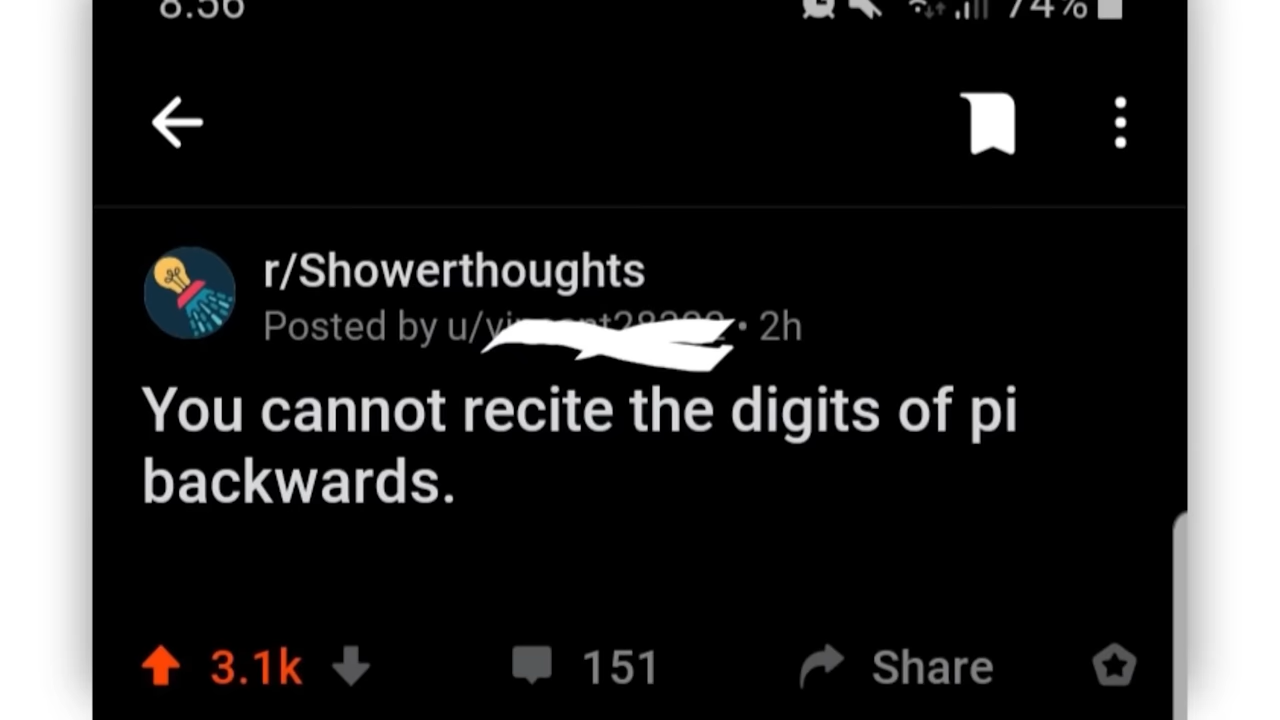 8:56
74%
r/Showerthoughts
Posted by • 2h
You cannot recite the digits of pi
backwards.
3.1k 151 Share